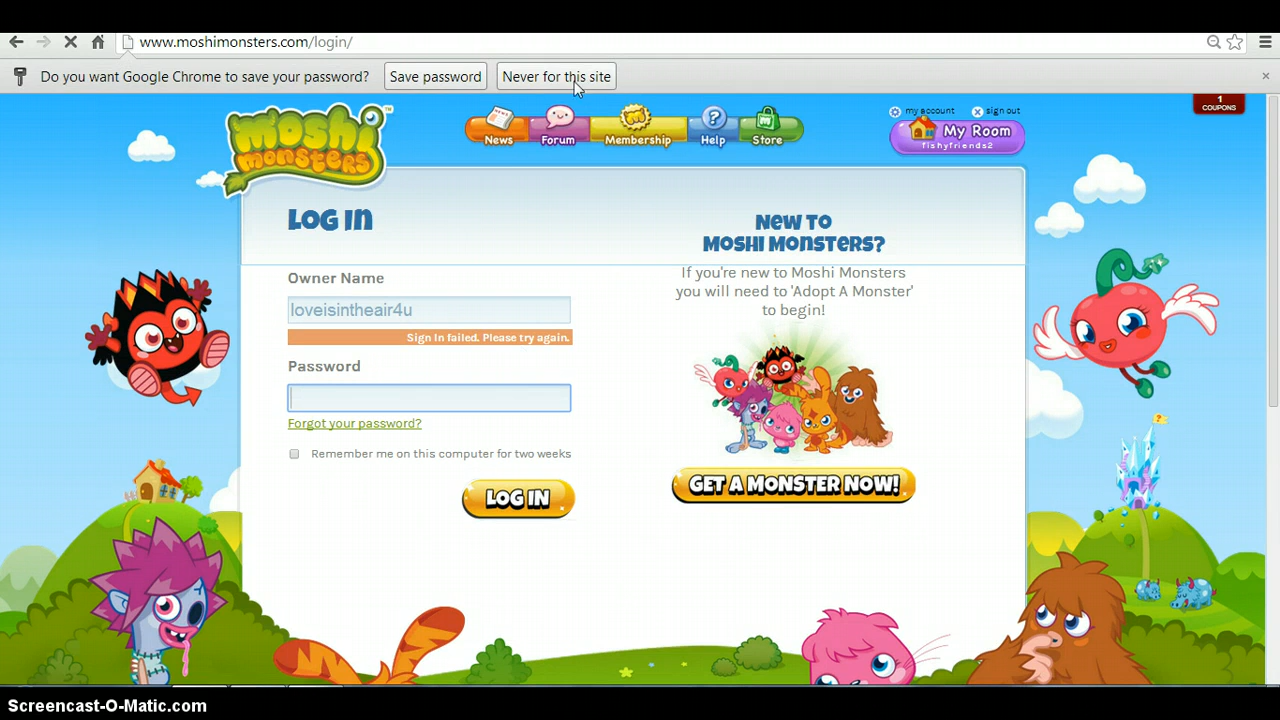 www.moshimonsters.com/login/
Do you want Google Chrome to save your password? Save password Never for this site
1
COUPONS
my account sign out
moshi
monsters
TM
News Forum Membership Help Store
My Room
fishyfriends2
LOG IN
Owner Name
loveisintheair4u
Sign In failed. Please try again.
Password
Forgot your password?
Remember me on this computer for two weeks
LOG IN
NEW TO
MOSHI MONSTERS?
If you're new to Moshi Monsters
you will need to 'Adopt A Monster'
to begin!
GET A MONSTER NOW!
Screencast-O-Matic.com